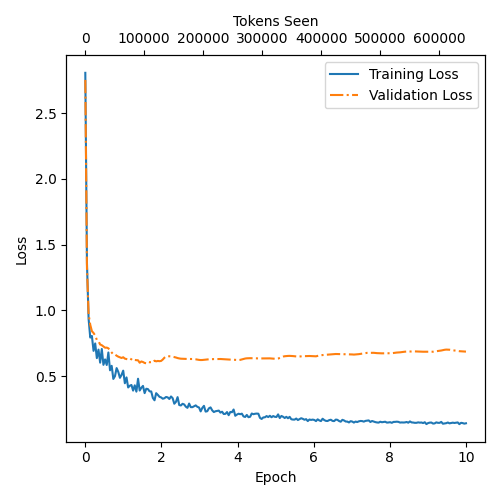 Tokens Seen
0 100000 200000 300000 400000 500000 600000
Training Loss
Validation Loss
2.5
2.0
1.5
1.0
0.5
Loss
0 2 4 6 8 10
Epoch